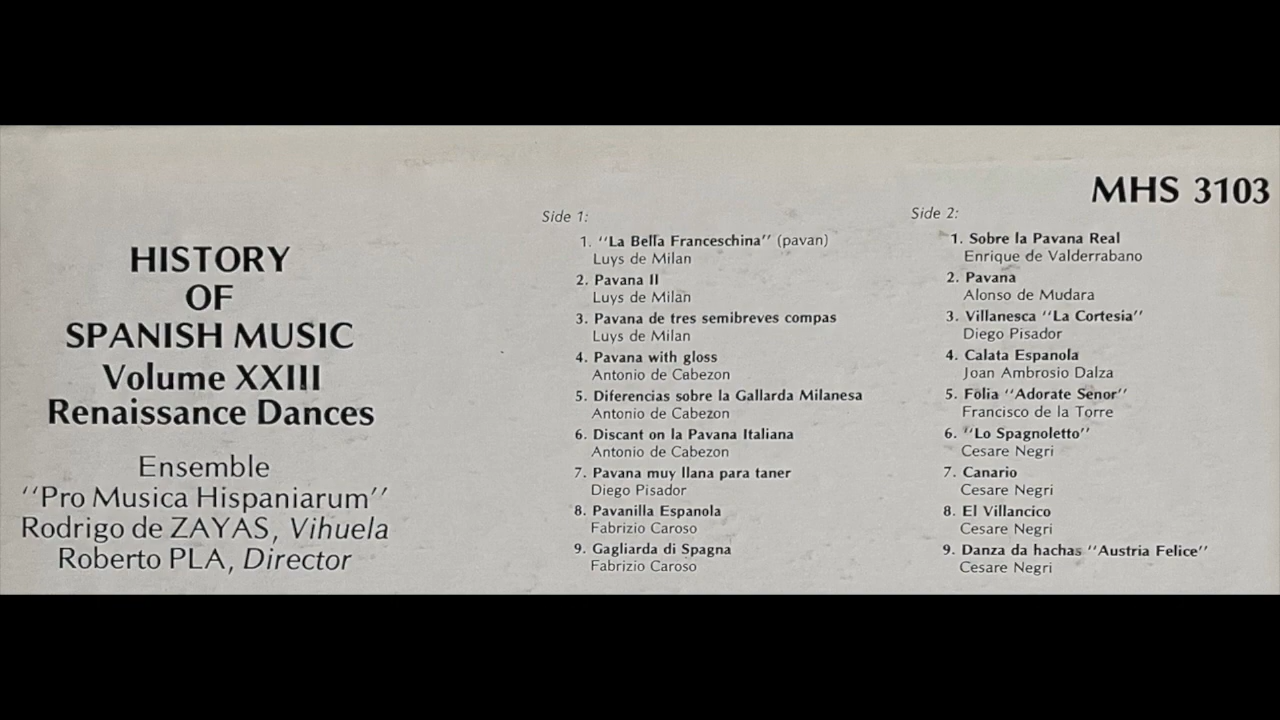 HISTORY
OF
SPANISH MUSIC
Volume XXIII
Renaissance Dances
Ensemble
''Pro Musica Hispaniarum''
Rodrigo de ZAYAS, Vihuela
Roberto PLA, Director
Side 1:
1. ''La Bella Franceschina'' (pavan)
Luys de Milan
2. Pavana II
Luys de Milan
3. Pavana de tres semibreves compas
Luys de Milan
4. Pavana with gloss
Antonio de Cabezon
5. Diferencias sobre la Gallarda Milanesa
Antonio de Cabezon
6. Discant on la Pavana Italiana
Antonio de Cabezon
7. Pavana muy llana para taner
Diego Pisador
8. Pavanilla Espanola
Fabrizio Caroso
9. Gagliarda di Spagna
Fabrizio Caroso
MHS 3103
Side 2:
1. Sobre la Pavana Real
Enrique de Valderrabano
2. Pavana
Alonso de Mudara
3. Villanesca ''La Cortesia''
Diego Pisador
4. Calata Espanola
Joan Ambrosio Dalza
5. Folia ''Adorate Senor''
Francisco de la Torre
6. ''Lo Spagnoletto''
Cesare Negri
7. Canario
Cesare Negri
8. El Villancico
Cesare Negri
9. Danza da hachas ''Austria Felice''
Cesare Negri